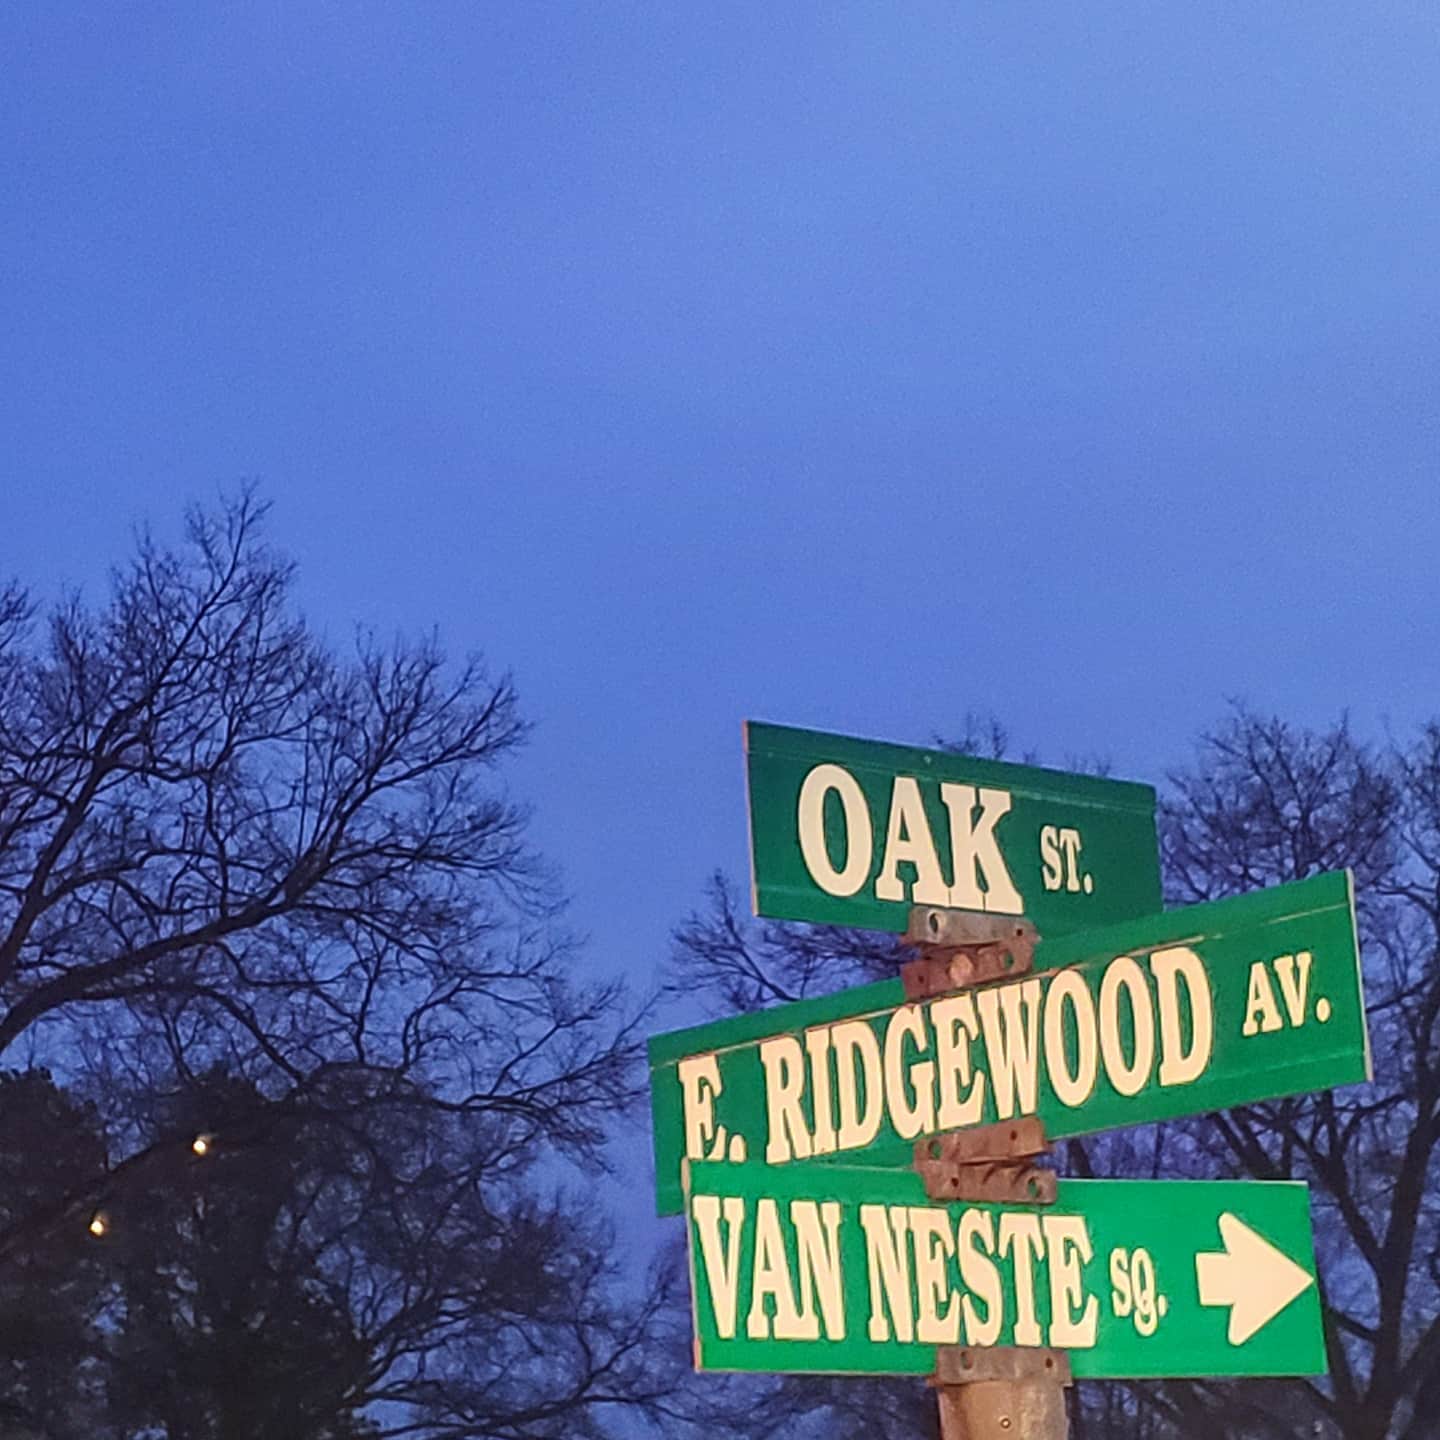 OAK ST.
E. RIDGEWOOD AV.
VAN NESTE SQ.